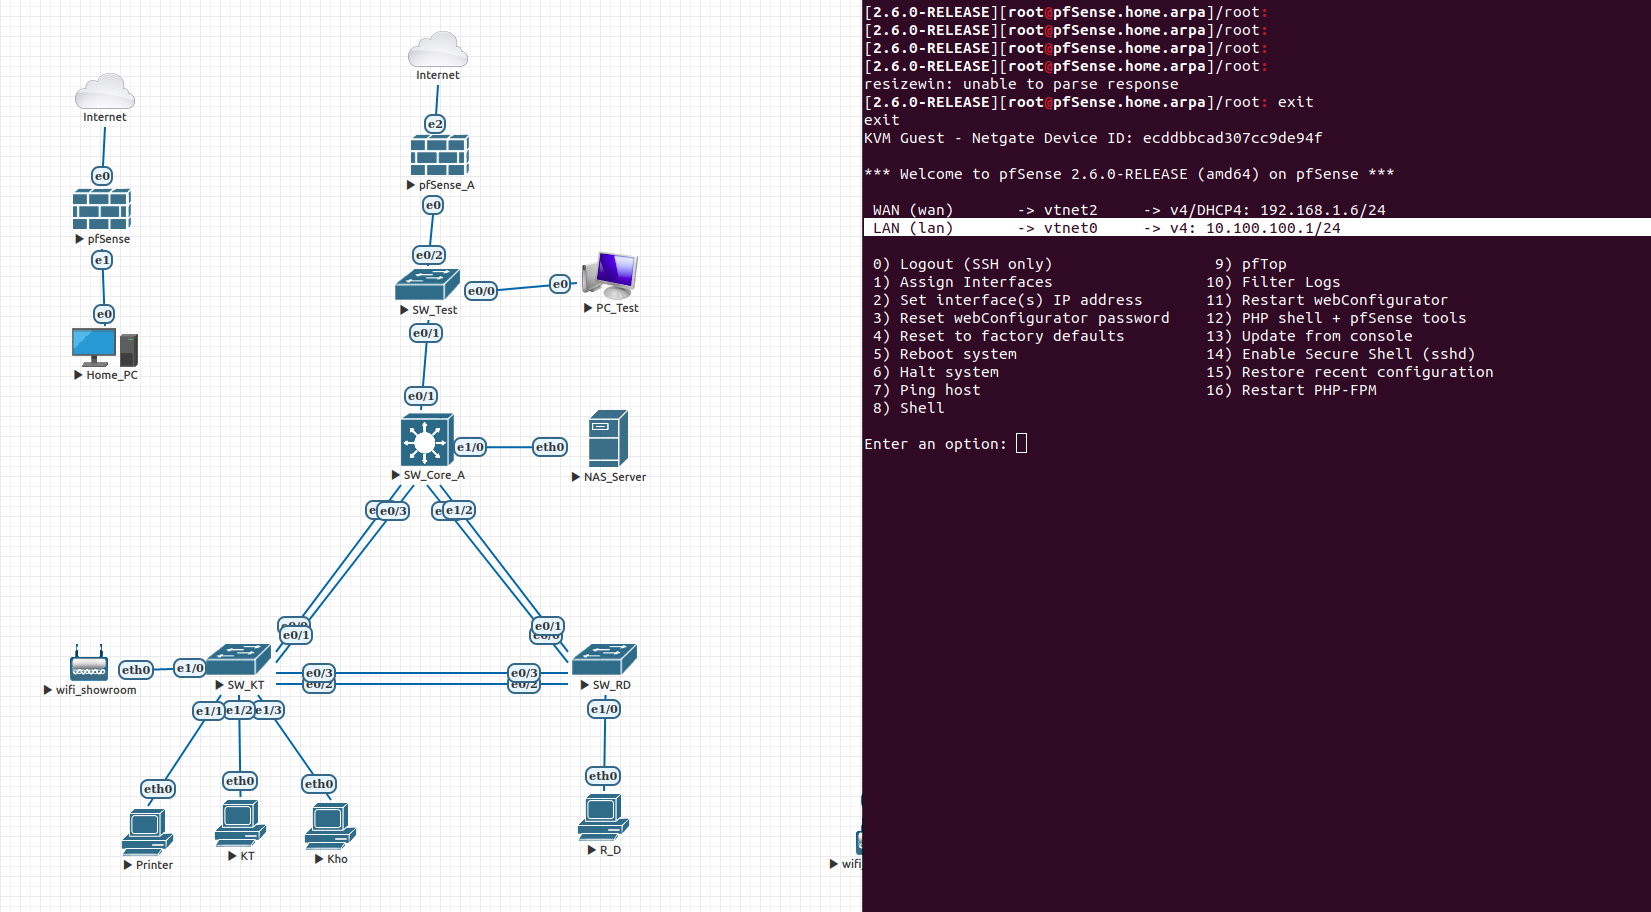 Internet
e2
pfSense_A
e0
e0/2
e0/0
e0
SW_Test
PC_Test
e0/1
e0/1
e1/0
eth0
SW_Core_A
NAS_Server
e0/3
e1/2
Internet
e0
pfSense
e1
e0
Home_PC
e0/1
e0/1
eth0
e1/0
e0/3
e0/2
e0/3
e0/2
wifi_showroom
SW_KT
SW_RD
e1/1
e1/2
e1/3
e1/0
eth0
eth0
eth0
eth0
Printer
KT
Kho
R_D
wifi
[2.6.0-RELEASE][root@pfSense.home.arpa]/root:
[2.6.0-RELEASE][root@pfSense.home.arpa]/root:
[2.6.0-RELEASE][root@pfSense.home.arpa]/root:
[2.6.0-RELEASE][root@pfSense.home.arpa]/root:
resizewin: unable to parse response
[2.6.0-RELEASE][root@pfSense.home.arpa]/root: exit
exit
KVM Guest - Netgate Device ID: ecddbbcad307cc9de94f
*** Welcome to pfSense 2.6.0-RELEASE (amd64) on pfSense ***
WAN (wan) -> vtnet2 -> v4/DHCP4: 192.168.1.6/24
LAN (lan) -> vtnet0 -> v4: 10.100.100.1/24
0) Logout (SSH only) 9) pfTop
1) Assign Interfaces 10) Filter Logs
2) Set interface(s) IP address 11) Restart webConfigurator
3) Reset webConfigurator password 12) PHP shell + pfSense tools
4) Reset to factory defaults 13) Update from console
5) Reboot system 14) Enable Secure Shell (sshd)
6) Halt system 15) Restore recent configuration
7) Ping host 16) Restart PHP-FPM
8) Shell
Enter an option: